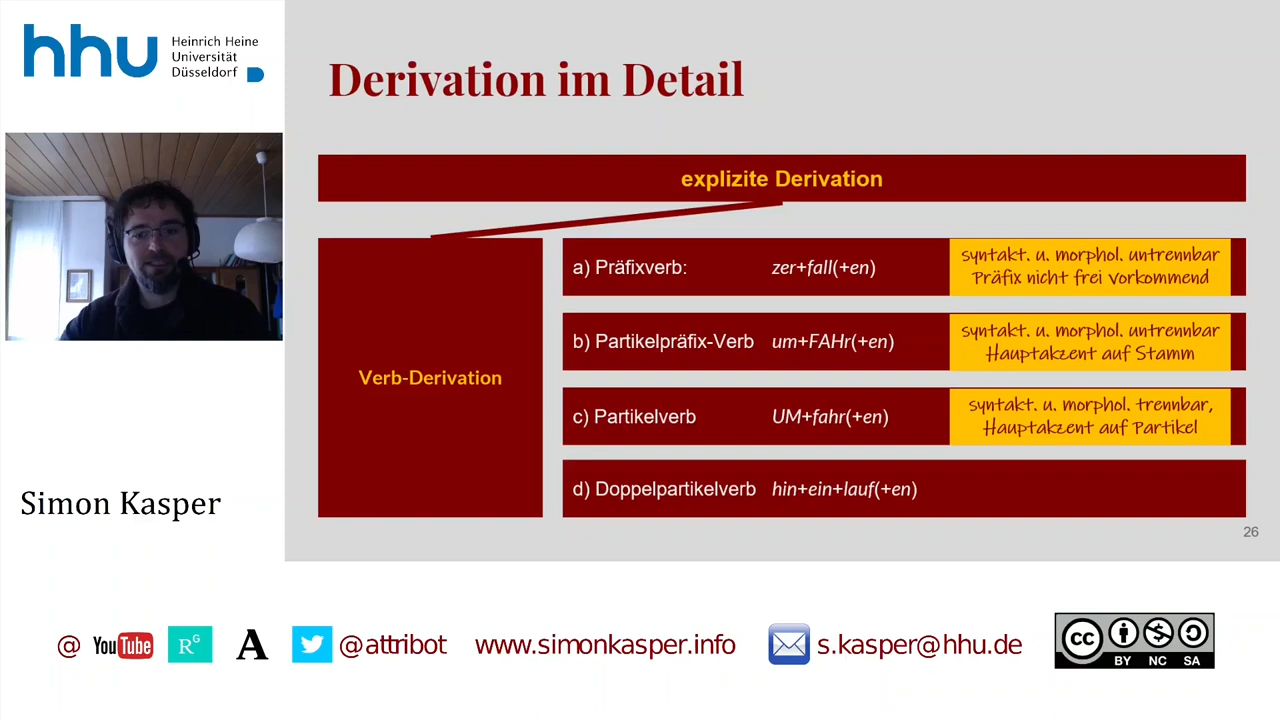 hhu Heinrich Heine
Universität
Düsseldorf
Derivation im Detail
explizite Derivation
Verb-Derivation
a) Präfixverb: zer+fall(+en)
syntakt. u. morphol. untrennbar
Präfix nicht frei vorkommend
b) Partikelpräfix-Verb um+FAHr(+en)
syntakt. u. morphol. untrennbar
Hauptakzent auf Stamm
c) Partikelverb UM+fahr(+en)
syntakt. u. morphol. trennbar,
Hauptakzent auf Partikel
d) Doppelpartikelverb hin+ein+lauf(+en)
26
Simon Kasper
@ YouTube RG A @attribot www.simonkasper.info s.kasper@hhu.de
cc BY NC SA